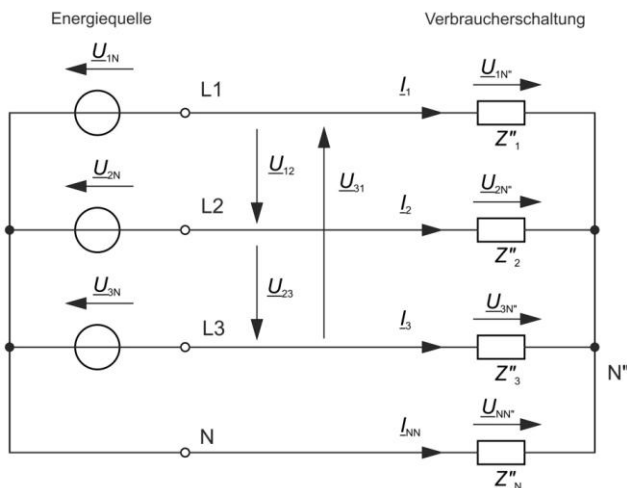 Energiequelle
Verbraucherschaltung
U1N
U1N"
L1
I1
Z"1
U12
U31
U2N
U2N"
L2
I2
Z"2
U23
U3N
U3N"
L3
I3
Z"3
N"
UNN"
N
INN
Z"N